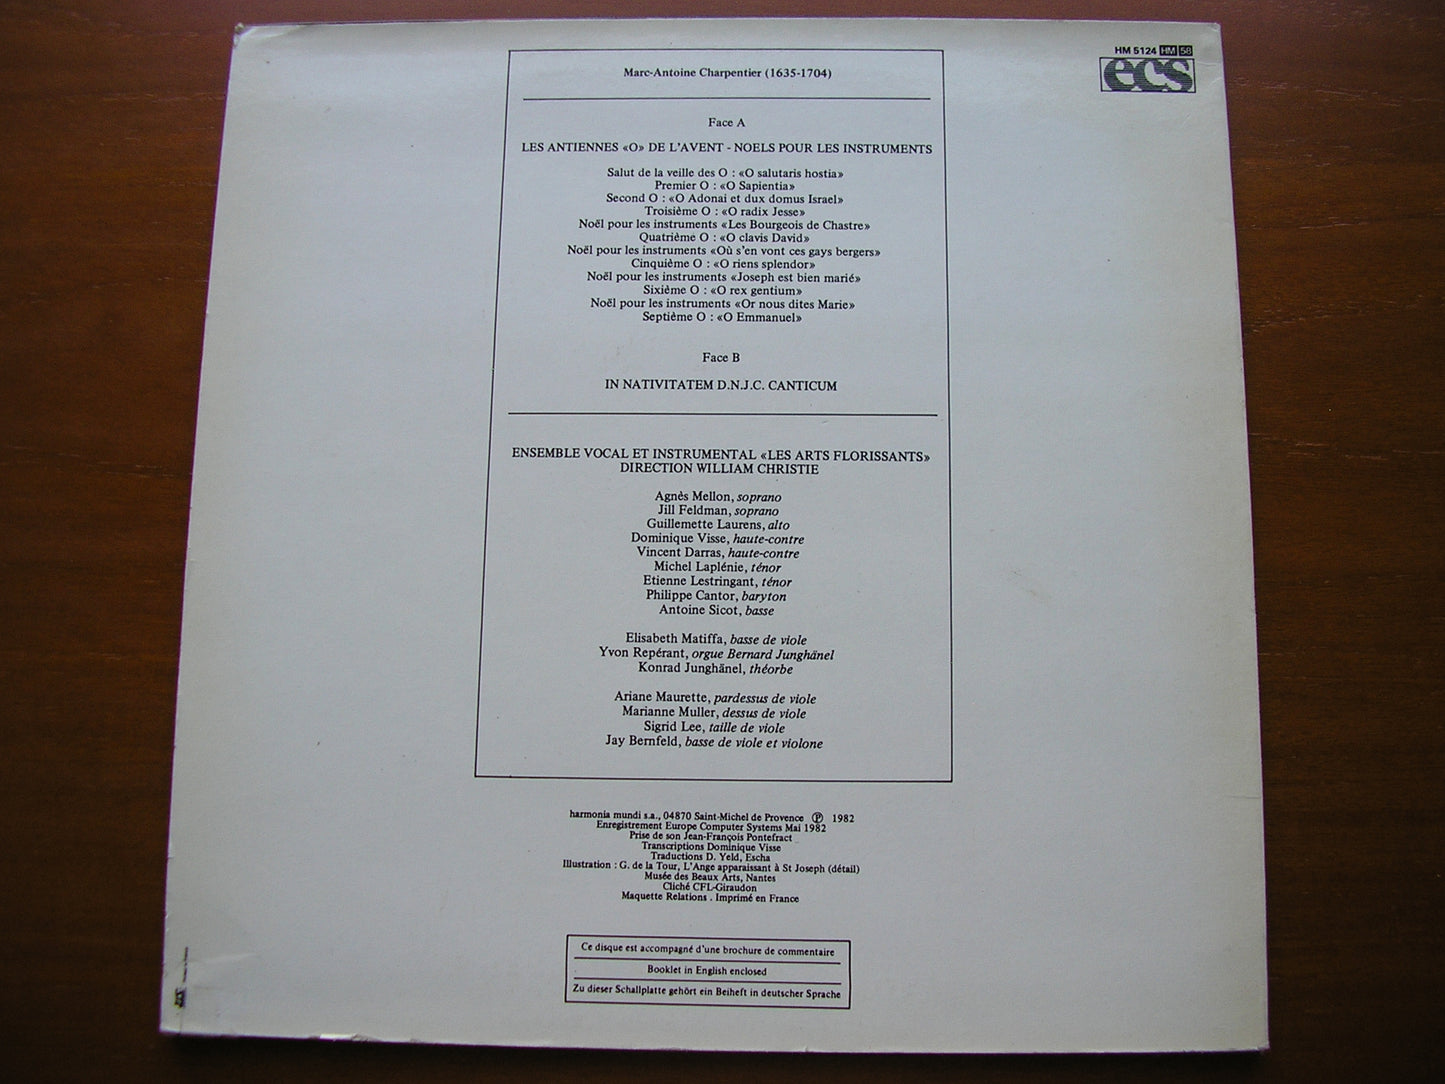 HM 5124 HM 58
ecs
Marc-Antoine Charpentier (1635-1704)
Face A
LES ANTIENNES «O» DE L'AVENT - NOELS POUR LES INSTRUMENTS
Salut de la veille des O : «O salutaris hostia»
Premier O : «O Sapientia»
Second O : «O Adonai et dux domus Israel»
Troisième O : «O radix Jesse»
Noël pour les instruments «Les Bourgeois de Chastre»
Quatrième O : «O clavis David»
Noël pour les instruments «Où s'en vont ces gays bergers»
Cinquième O : «O riens splendor»
Noël pour les instruments «Joseph est bien marié»
Sixième O : «O rex gentium»
Noël pour les instruments «Or nous dites Marie»
Septième O : «O Emmanuel»
Face B
IN NATIVITATEM D.N.J.C. CANTICUM
ENSEMBLE VOCAL ET INSTRUMENTAL «LES ARTS FLORISSANTS»
DIRECTION WILLIAM CHRISTIE
Agnès Mellon, soprano
Jill Feldman, soprano
Guillemette Laurens, alto
Dominique Visse, haute-contre
Vincent Darras, haute-contre
Michel Laplénie, ténor
Etienne Lestringant, ténor
Philippe Cantor, baryton
Antoine Sicot, basse
Elisabeth Matiffa, basse de viole
Yvon Repérant, orgue Bernard Junghänel
Konrad Junghänel, théorbe
Ariane Maurette, pardessus de viole
Marianne Muller, dessus de viole
Sigrid Lee, taille de viole
Jay Bernfeld, basse de viole et violone
harmonia mundi s.a., 04870 Saint-Michel de Provence ℗ 1982
Enregistrement Europe Computer Systems Mai 1982
Prise de son Jean-François Pontefract
Transcriptions Dominique Visse
Traductions D. Yeld, Escha
Illustration : G. de la Tour, L'Ange apparaissant à St Joseph (détail)
Musée des Beaux Arts, Nantes
Cliché CFL-Giraudon
Maquette Relations . Imprimé en France
Ce disque est accompagné d'une brochure de commentaire
Booklet in English enclosed
Zu dieser Schallplatte gehört ein Beiheft in deutscher Sprache